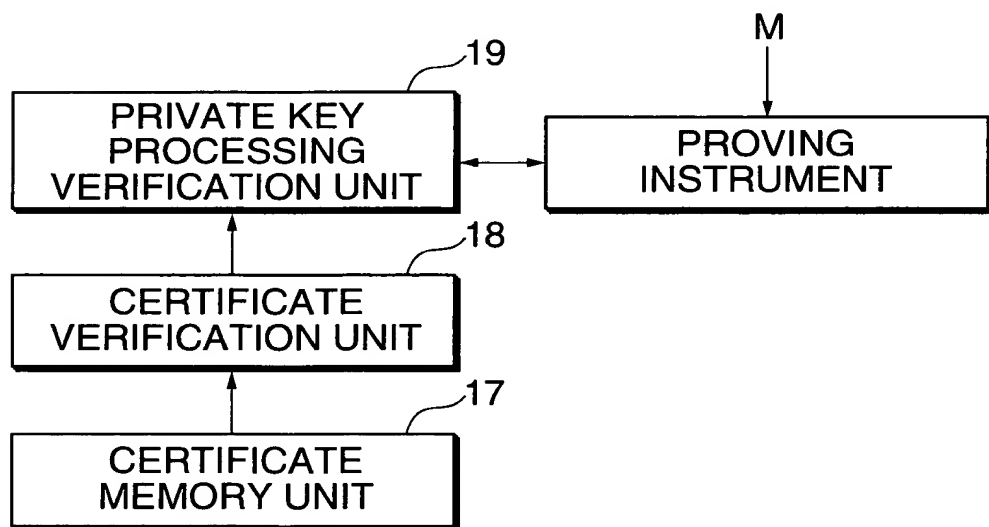 M
19
PRIVATE KEY
PROCESSING
VERIFICATION UNIT
PROVING
INSTRUMENT
18
CERTIFICATE
VERIFICATION UNIT
17
CERTIFICATE
MEMORY UNIT